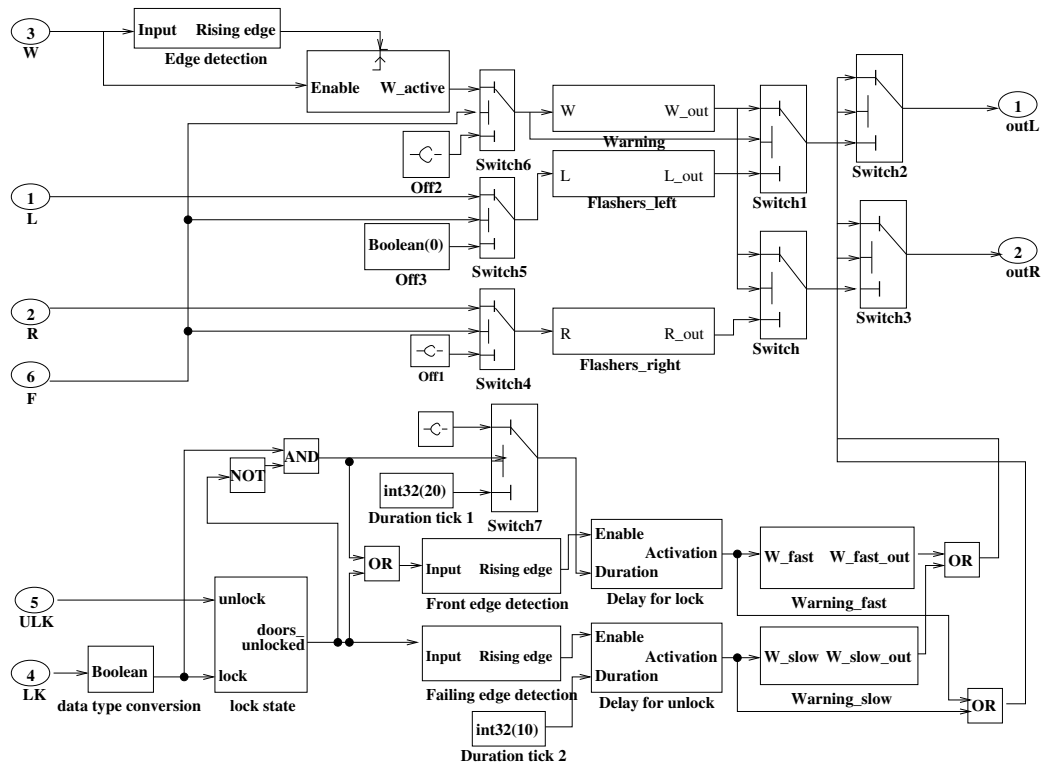 3
W
Input Rising edge
Edge detection
Enable W_active
Switch6
Off2
W W_out
Warning
Switch1
Switch2
1
outL
1
L
Boolean(0)
Off3
Switch5
L L_out
Flashers_left
Switch3
2
outR
2
R
Off1
Switch4
R R_out
Flashers_right
Switch
6
F
AND
NOT
int32(20)
Duration tick 1
Switch7
OR
Input Rising edge
Front edge detection
Enable
Activation
Duration
Delay for lock
W_fast W_fast_out
Warning_fast
OR
5
ULK
unlock
doors_
unlocked
lock
lock state
4
LK
Boolean
data type conversion
Input Rising edge
Failing edge detection
Enable
Activation
Duration
Delay for unlock
W_slow W_slow_out
Warning_slow
OR
int32(10)
Duration tick 2